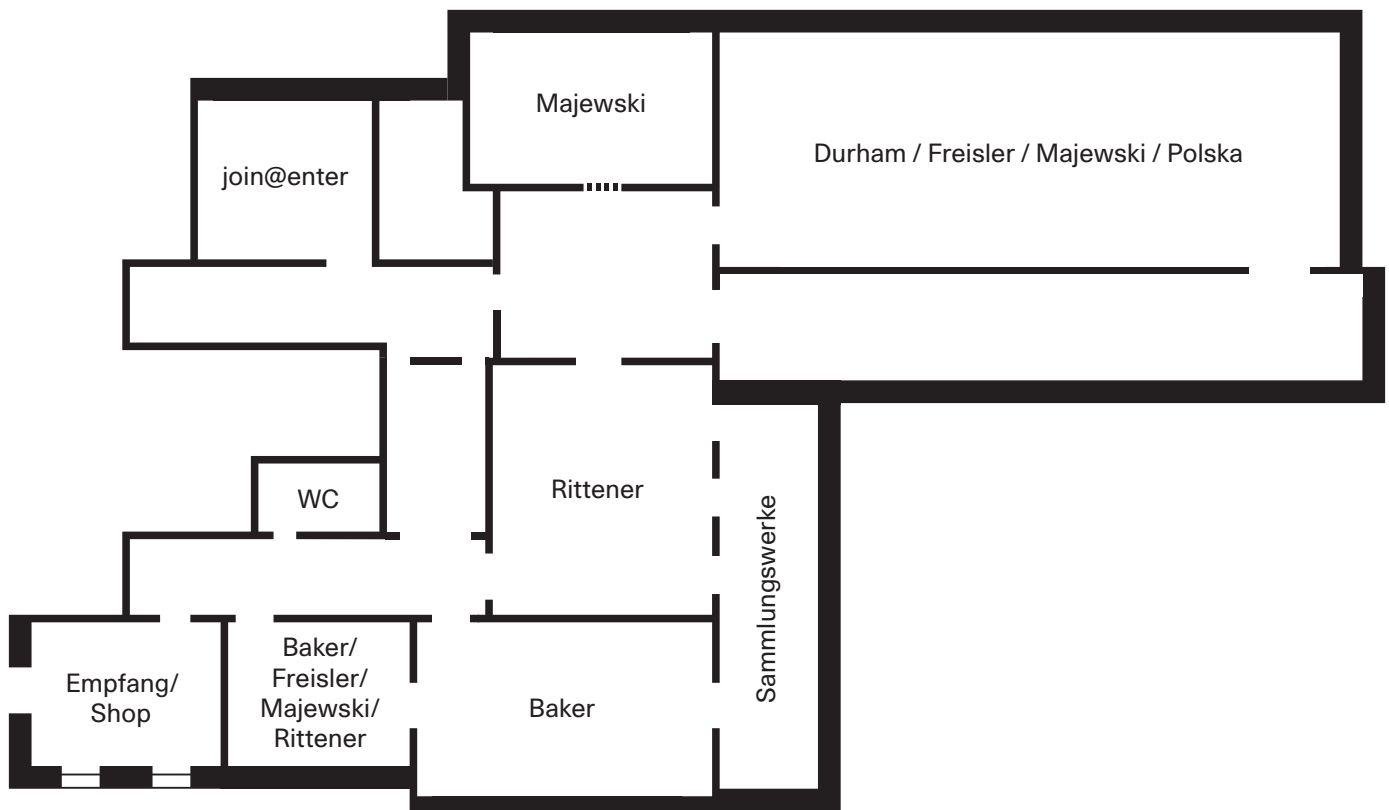 Majewski
Durham / Freisler / Majewski / Polska
join@enter
Rittener
WC
Sammlungswerke
Baker/
Freisler/
Majewski/
Rittener
Empfang/
Shop
Baker